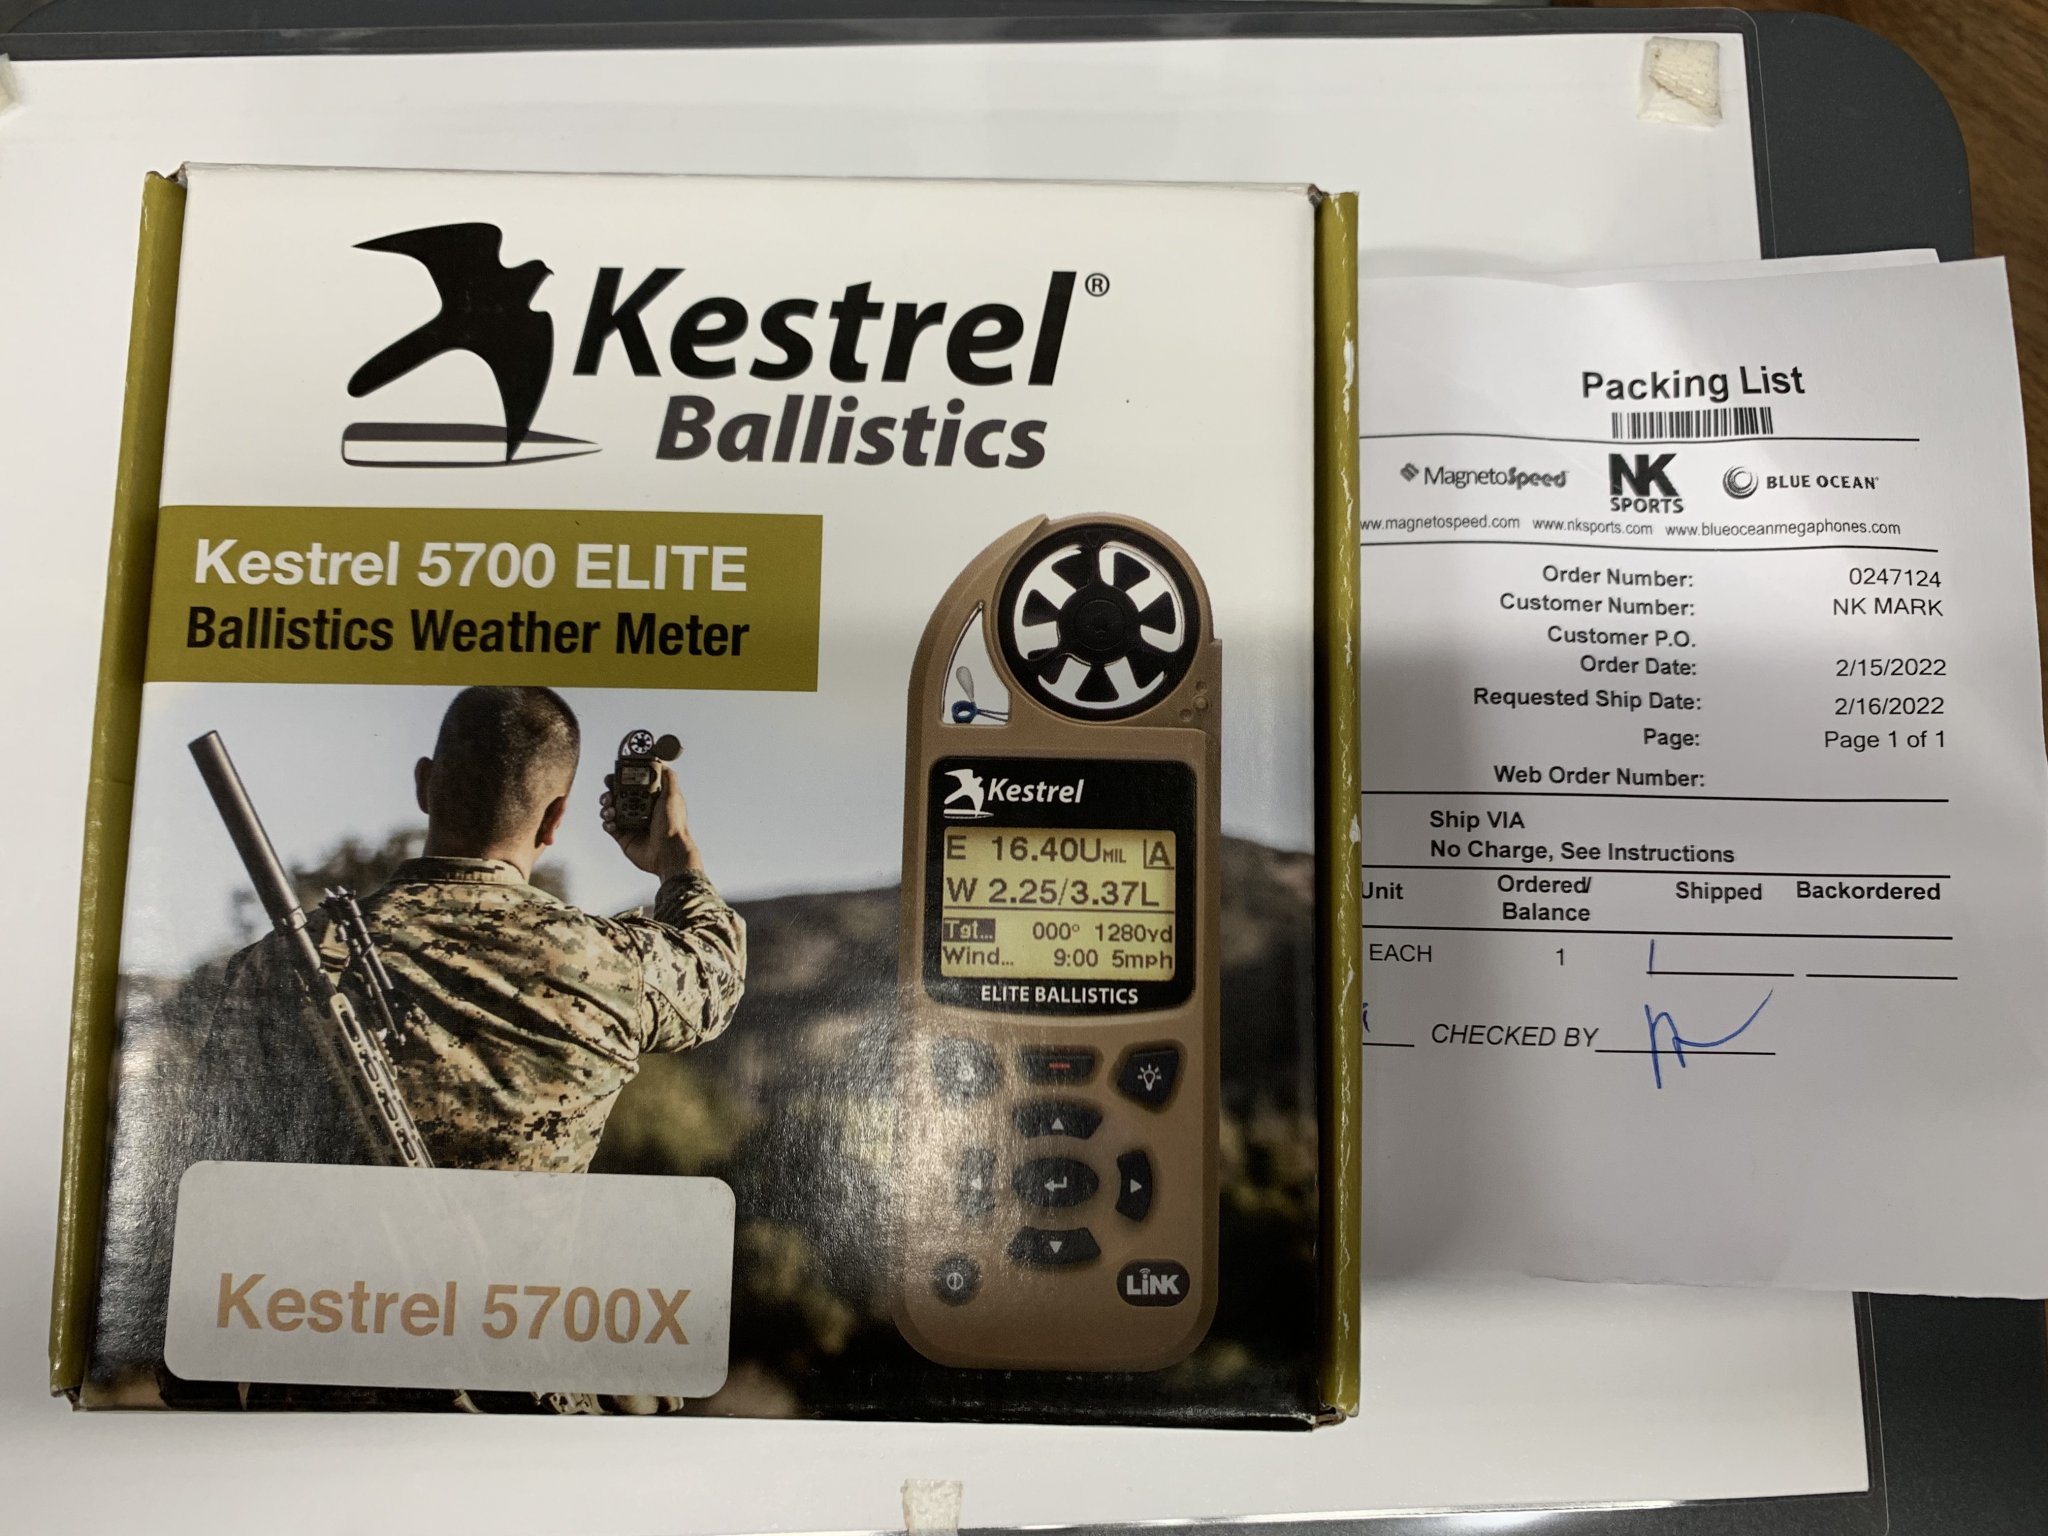 Kestrel®
Ballistics
Kestrel 5700 ELITE
Ballistics Weather Meter
Kestrel
E 16.40UMIL A
W 2.25/3.37L
Tgt... 000° 1280yd
Wind... 9:00 5mph
ELITE BALLISTICS
LiNK
Kestrel 5700X
Packing List
MagnetoSpeed NK SPORTS BLUE OCEAN
ww.magnetospeed.com www.nksports.com www.blueoceanmegaphones.com
Order Number: 0247124
Customer Number: NK MARK
Customer P.O.
Order Date: 2/15/2022
Requested Ship Date: 2/16/2022
Page: Page 1 of 1
Web Order Number:
Ship VIA
No Charge, See Instructions
Unit Ordered/ Balance Shipped Backordered
EACH 1 1
CHECKED BY